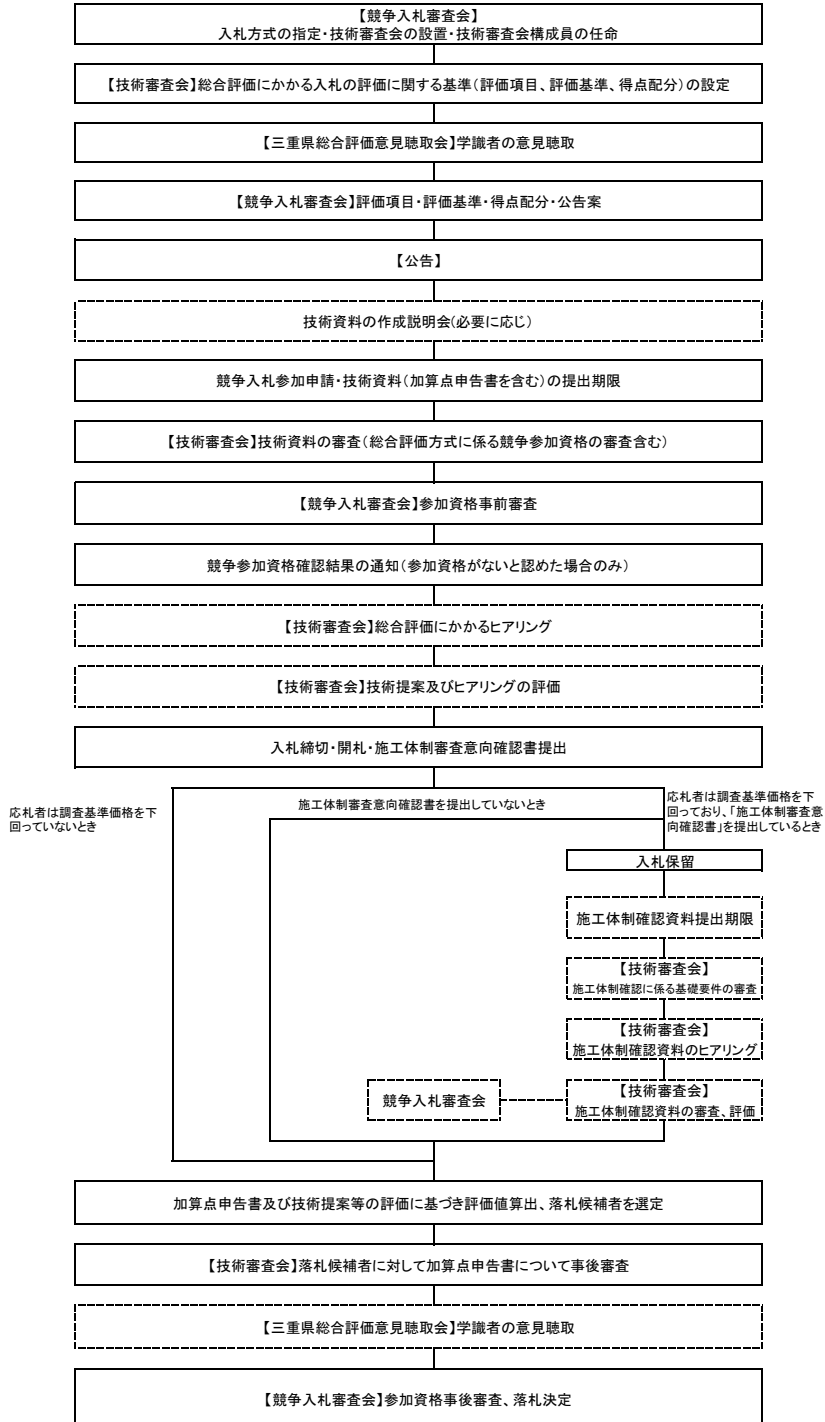 【競争入札審査会】
入札方式の指定・技術審査会の設置・技術審査会構成員の任命
【技術審査会】総合評価にかかる入札の評価に関する基準(評価項目、評価基準、得点配分)の設定
【三重県総合評価意見聴取会】学識者の意見聴取
【競争入札審査会】評価項目・評価基準・得点配分・公告案
【公告】
技術資料の作成説明会(必要に応じ)
競争入札参加申請・技術資料(加算点申告書を含む)の提出期限
【技術審査会】技術資料の審査(総合評価方式に係る競争参加資格の審査含む)
【競争入札審査会】参加資格事前審査
競争参加資格確認結果の通知(参加資格がないと認めた場合のみ)
【技術審査会】総合評価にかかるヒアリング
【技術審査会】技術提案及びヒアリングの評価
入札締切・開札・施工体制審査意向確認書提出
応札者は調査基準価格を下
回っていないとき
施工体制審査意向確認書を提出していないとき
応札者は調査基準価格を下
回っており、「施工体制審査意
向確認書」を提出しているとき
入札保留
施工体制確認資料提出期限
【技術審査会】
施工体制確認に係る基礎要件の審査
【技術審査会】
施工体制確認資料のヒアリング
競争入札審査会
【技術審査会】
施工体制確認資料の審査、評価
加算点申告書及び技術提案等の評価に基づき評価値算出、落札候補者を選定
【技術審査会】落札候補者に対して加算点申告書について事後審査
【三重県総合評価意見聴取会】学識者の意見聴取
【競争入札審査会】参加資格事後審査、落札決定